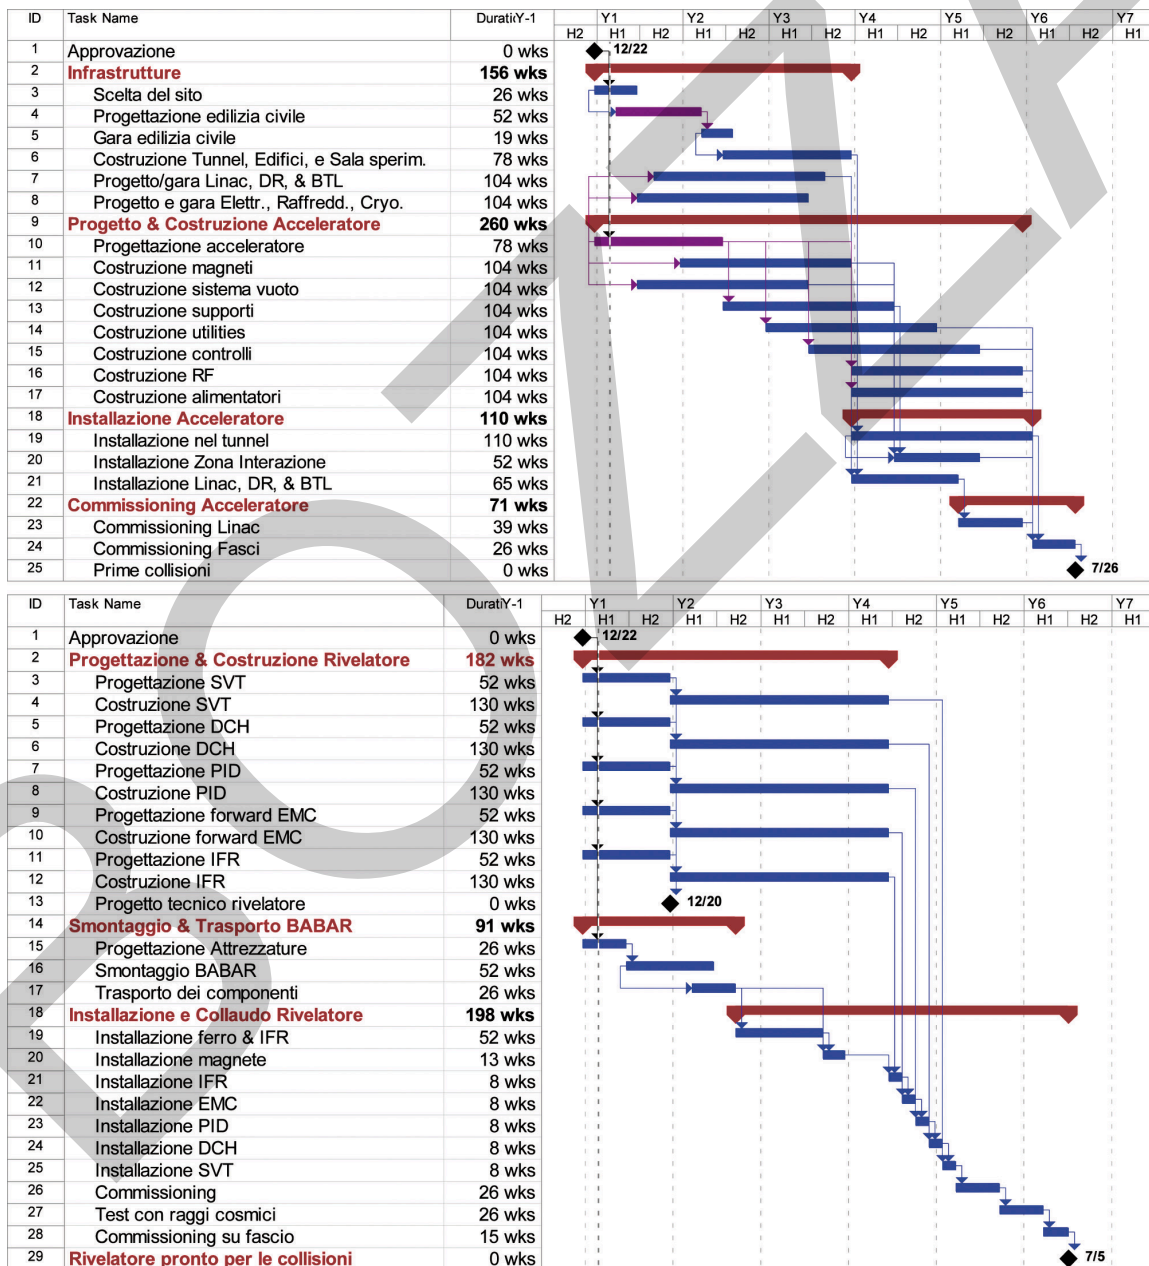 ID Task Name DuratiY-1 Y1 Y2 Y3 Y4 Y5 Y6 Y7
H2 H1 H1 H2 H1 H2 H1 H2 H1 H2 H1 H2 H1
1 Approvazione 0 wks 12/22
2 Infrastrutture 156 wks
3 Scelta del sito 26 wks
4 Progettazione edilizia civile 52 wks
5 Gara edilizia civile 19 wks
6 Costruzione Tunnel, Edifici, e Sala sperim. 78 wks
7 Progetto/gara Linac, DR, & BTL 104 wks
8 Progetto e gara Elettr., Raffredd., Cryo. 104 wks
9 Progetto & Costruzione Acceleratore 260 wks
10 Progettazione acceleratore 78 wks
11 Costruzione magneti 104 wks
12 Costruzione sistema vuoto 104 wks
13 Costruzione supporti 104 wks
14 Costruzione utilities 104 wks
15 Costruzione controlli 104 wks
16 Costruzione RF 104 wks
17 Costruzione alimentatori 104 wks
18 Installazione Acceleratore 110 wks
19 Installazione nel tunnel 110 wks
20 Installazione Zona Interazione 52 wks
21 Installazione Linac, DR, & BTL 65 wks
22 Commissioning Acceleratore 71 wks
23 Commissioning Linac 39 wks
24 Commissioning Fasci 26 wks
25 Prime collisioni 0 wks 7/26
ID Task Name DuratiY-1 Y1 Y2 Y3 Y4 Y5 Y6 Y7
H2 H1 H2 H1 H2 H1 H2 H1 H2 H1 H2 H1 H2 H1
1 Approvazione 0 wks 12/22
2 Progettazione & Costruzione Rivelatore 182 wks
3 Progettazione SVT 52 wks
4 Costruzione SVT 130 wks
5 Progettazione DCH 52 wks
6 Costruzione DCH 130 wks
7 Progettazione PID 52 wks
8 Costruzione PID 130 wks
9 Progettazione forward EMC 52 wks
10 Costruzione forward EMC 130 wks
11 Progettazione IFR 52 wks
12 Costruzione IFR 130 wks
13 Progetto tecnico rivelatore 0 wks 12/20
14 Smontaggio & Trasporto BABAR 91 wks
15 Progettazione Attrezzature 26 wks
16 Smontaggio BABAR 52 wks
17 Trasporto dei componenti 26 wks
18 Installazione e Collaudo Rivelatore 198 wks
19 Installazione ferro & IFR 52 wks
20 Installazione magnete 13 wks
21 Installazione IFR 8 wks
22 Installazione EMC 8 wks
23 Installazione PID 8 wks
24 Installazione DCH 8 wks
25 Installazione SVT 8 wks
26 Commissioning 26 wks
27 Test con raggi cosmici 26 wks
28 Commissioning su fascio 15 wks
29 Rivelatore pronto per le collisioni 0 wks 7/5
BOZZA